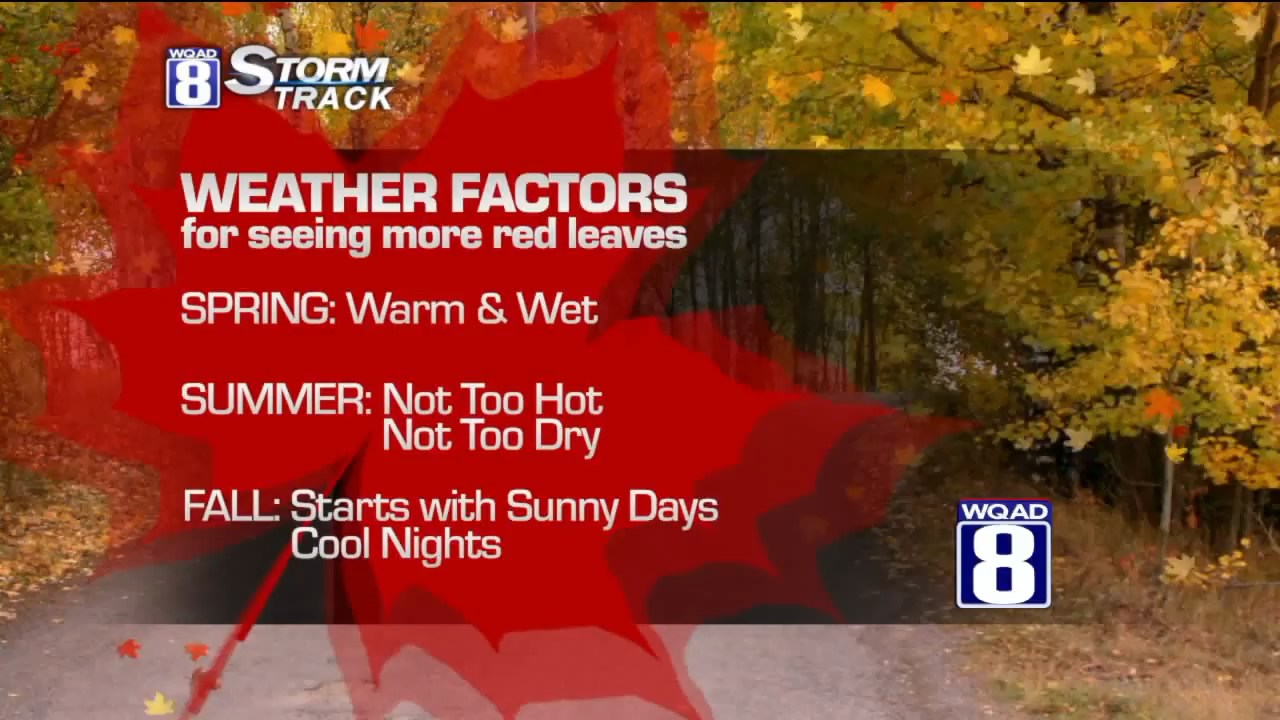 WQAD
8 STORM
TRACK
WEATHER FACTORS
for seeing more red leaves
SPRING: Warm & Wet
SUMMER: Not Too Hot
Not Too Dry
FALL: Starts with Sunny Days
Cool Nights
WQAD
8